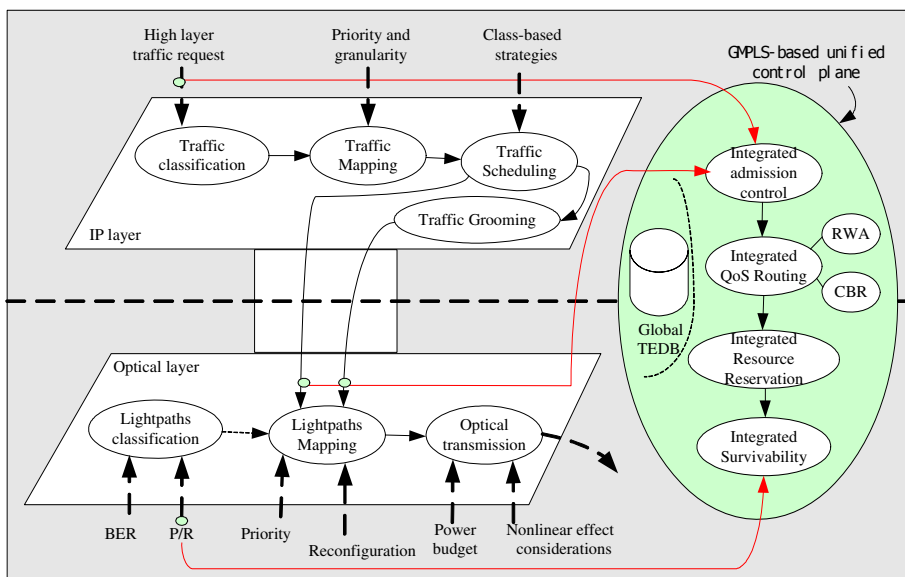 High layer
traffic request
Priority and
granularity
Class-based
strategies
GMPLS-based unified
control plane
Traffic
classification
Traffic
Mapping
Traffic
Scheduling
Traffic Grooming
IP layer
Integrated
admission
control
RWA
Integrated
QoS Routing
CBR
Global
TEDB
Integrated
Resource
Reservation
Integrated
Survivability
Optical layer
Lightpaths
classification
Lightpaths
Mapping
Optical
transmission
BER
P/R
Priority
Reconfiguration
Power
budget
Nonlinear effect
considerations